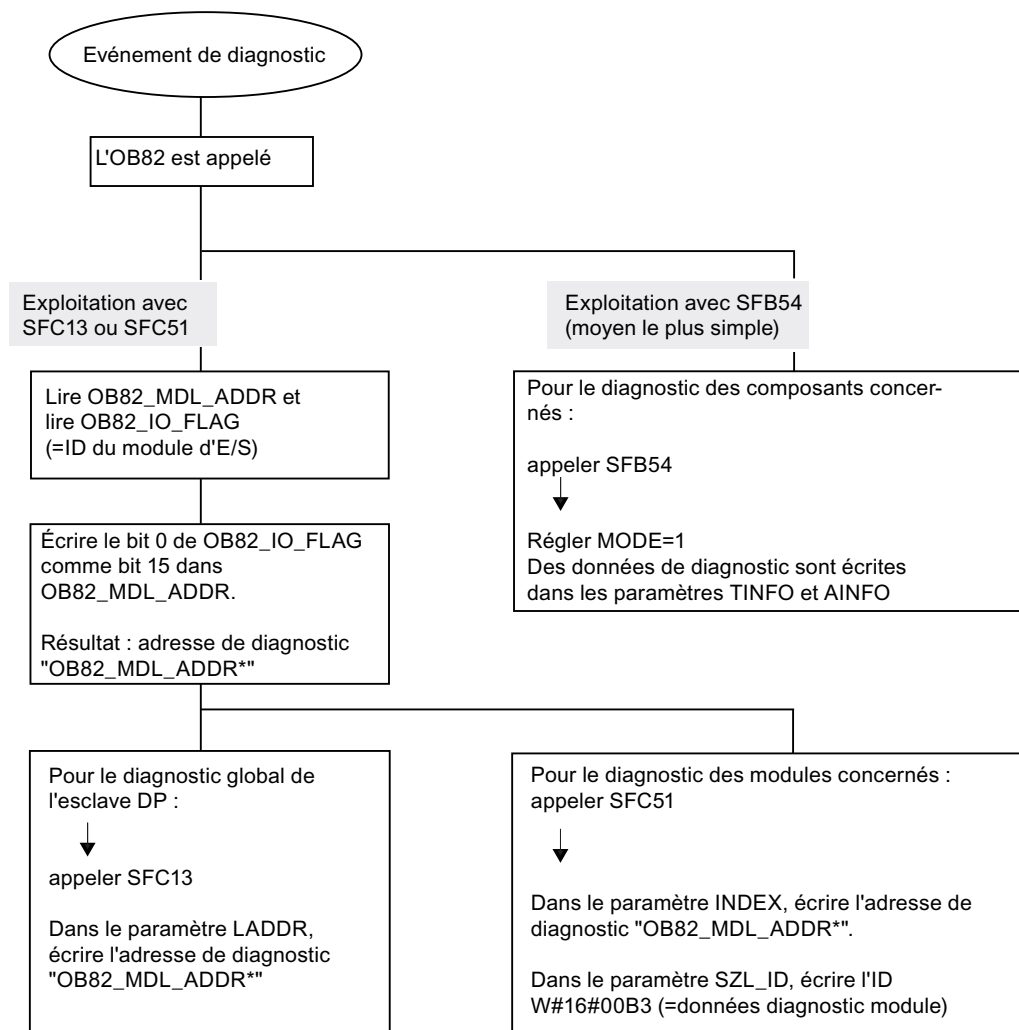 Evénement de diagnostic
L'OB82 est appelé
Exploitation avec
SFC13 ou SFC51
Exploitation avec SFB54
(moyen le plus simple)
Lire OB82_MDL_ADDR et
lire OB82_IO_FLAG
(=ID du module d'E/S)
Pour le diagnostic des composants concer-
nés :
appeler SFB54
Régler MODE=1
Des données de diagnostic sont écrites
dans les paramètres TINFO et AINFO
Écrire le bit 0 de OB82_IO_FLAG
comme bit 15 dans
OB82_MDL_ADDR.
Résultat : adresse de diagnostic
"OB82_MDL_ADDR*"
Pour le diagnostic global de
l'esclave DP :
appeler SFC13
Dans le paramètre LADDR,
écrire l'adresse de diagnostic
"OB82_MDL_ADDR*"
Pour le diagnostic des modules concernés :
appeler SFC51
Dans le paramètre INDEX, écrire l'adresse de
diagnostic "OB82_MDL_ADDR*".
Dans le paramètre SZL_ID, écrire l'ID
W#16#00B3 (=données diagnostic module)